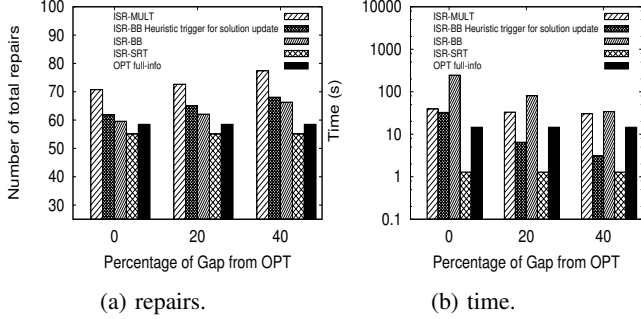 ISR-MULT
ISR-BB Heuristic trigger for solution update
ISR-BB
ISR-SRT
OPT full-info
Number of total repairs
100
90
80
70
60
50
40
30
0
20
40
Percentage of Gap from OPT
(a) repairs.
ISR-MULT
ISR-BB Heuristic trigger for solution update
ISR-BB
ISR-SRT
OPT full-info
Time (s)
10000
1000
100
10
1
0.1
0
20
40
Percentage of Gap from OPT
(b) time.